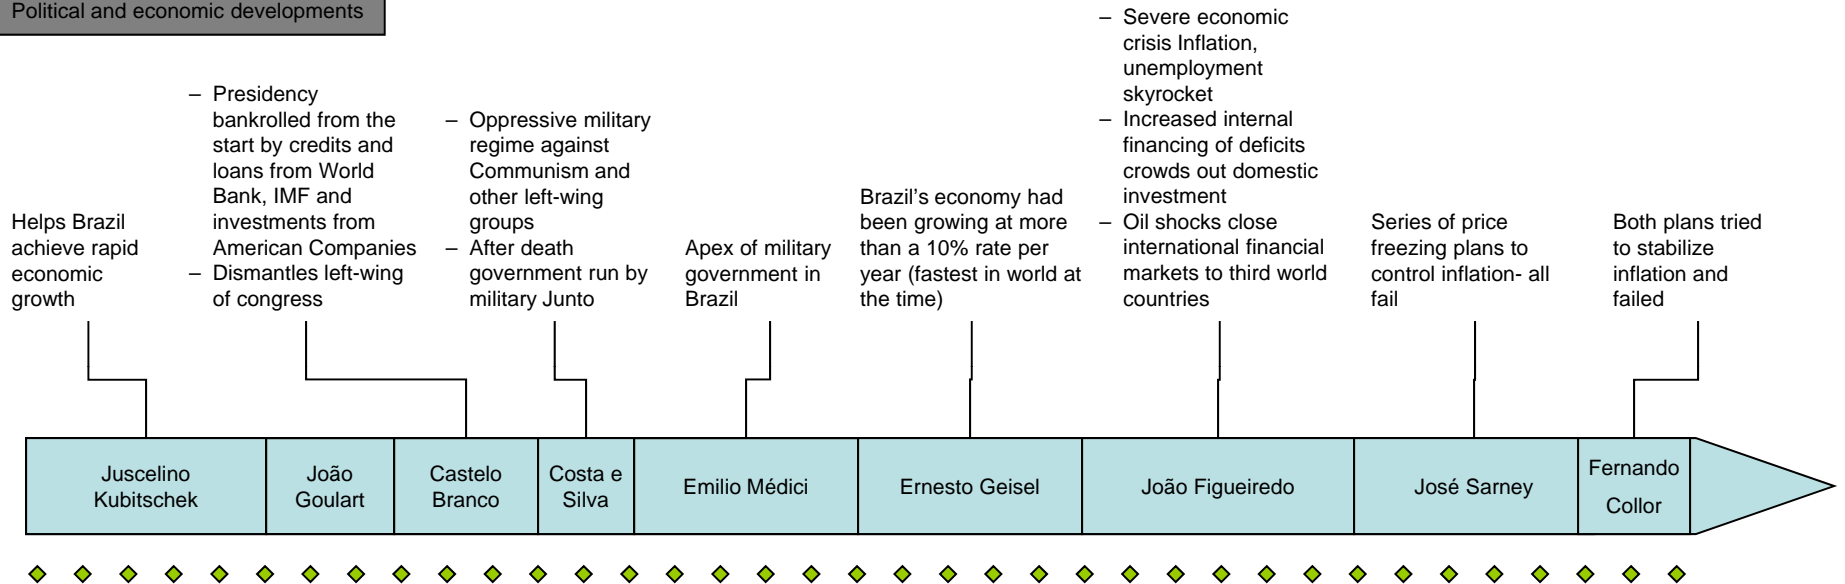 Political and economic developments
Helps Brazil
achieve rapid
economic
growth
– Presidency
bankrolled from the
start by credits and
loans from World
Bank, IMF and
investments from
American Companies
– Dismantles left-wing
of congress
– Oppressive military
regime against
Communism and
other left-wing
groups
– After death
government run by
military Junto
Apex of military
government in
Brazil
Brazil’s economy had
been growing at more
than a 10% rate per
year (fastest in world at
the time)
– Severe economic
crisis Inflation,
unemployment
skyrocket
– Increased internal
financing of deficits
crowds out domestic
investment
– Oil shocks close
international financial
markets to third world
countries
Series of price
freezing plans to
control inflation- all
fail
Both plans tried
to stabilize
inflation and
failed
Juscelino
Kubitschek
João
Goulart
Castelo
Branco
Costa e
Silva
Emilio Médici
Ernesto Geisel
João Figueiredo
José Sarney
Fernando
Collor